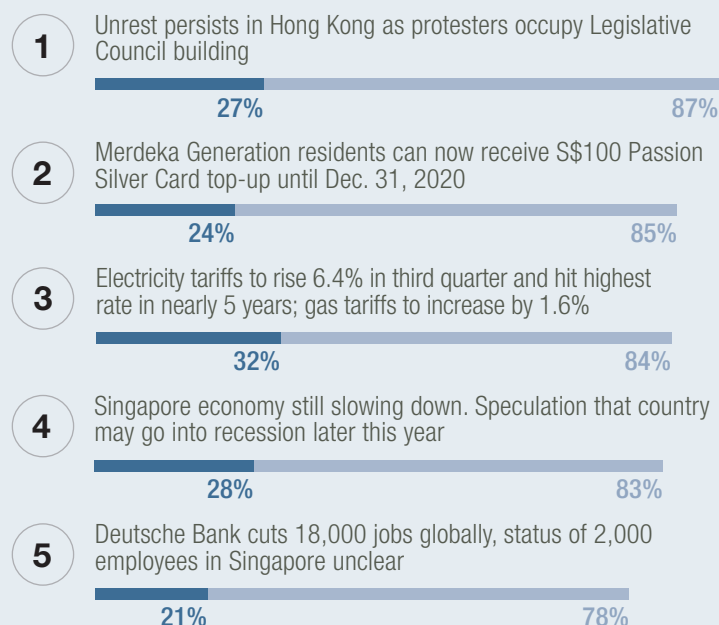 1
Unrest persists in Hong Kong as protesters occupy Legislative
Council building
27% 87%
2
Merdeka Generation residents can now receive S$100 Passion
Silver Card top-up until Dec. 31, 2020
24% 85%
3
Electricity tariffs to rise 6.4% in third quarter and hit highest
rate in nearly 5 years; gas tariffs to increase by 1.6%
32% 84%
4
Singapore economy still slowing down. Speculation that country
may go into recession later this year
28% 83%
5
Deutsche Bank cuts 18,000 jobs globally, status of 2,000
employees in Singapore unclear
21% 78%